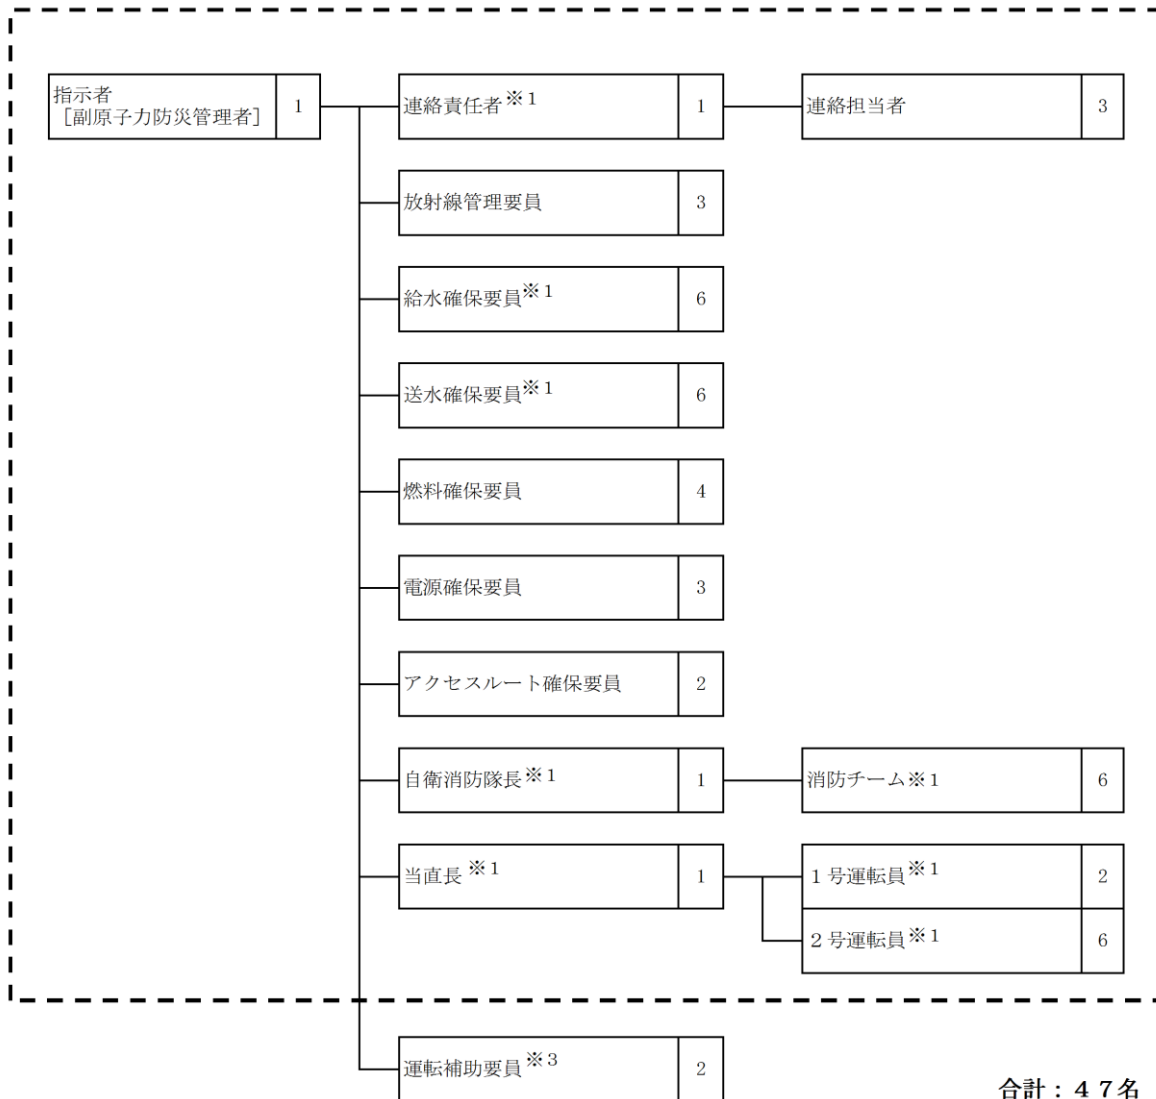 指示者 1
［副原子力防災管理者］
連絡責任者※1 1
連絡担当者 3
放射線管理要員 3
給水確保要員※1 6
送水確保要員※1 6
燃料確保要員 4
電源確保要員 3
アクセスルート確保要員 2
自衛消防隊長※1 1
消防チーム※1 6
当直長※1 1
1号運転員※1 2
2号運転員※1 6
運転補助要員※3 2
合計：47名